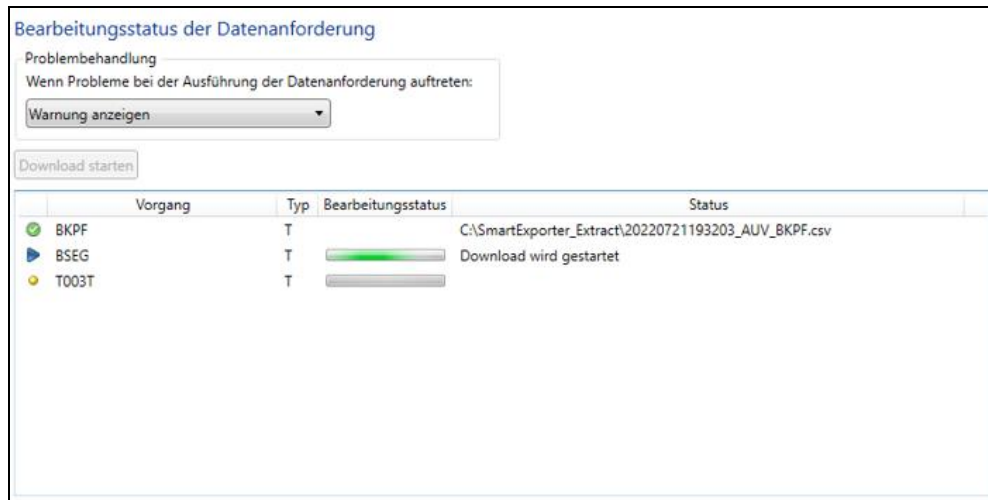 Bearbeitungsstatus der Datenanforderung
Problembehandlung
Wenn Probleme bei der Ausführung der Datenanforderung auftreten:
Warnung anzeigen
Download starten
Vorgang Typ Bearbeitungsstatus Status
BKPF T C:\SmartExporter_Extract\20220721193203_AUV_BKPF.csv
BSEG T Download wird gestartet
T003T T